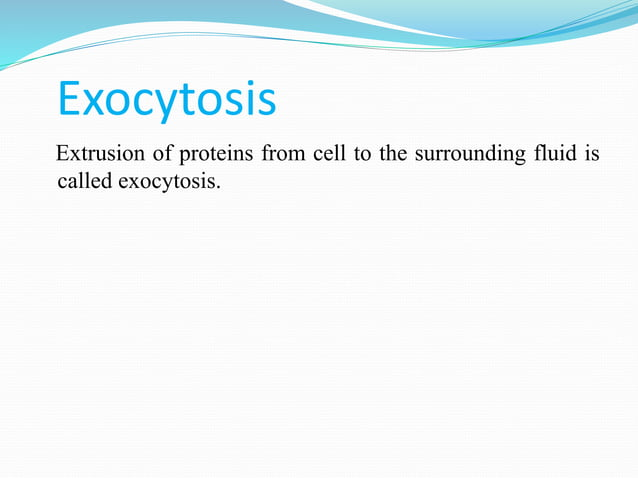 Exocytosis
Extrusion of proteins from cell to the surrounding fluid is
called exocytosis.